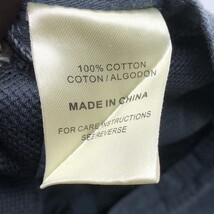 100% COTTON
COTON / ALGODON
MADE IN CHINA
FOR CARE INSTRUCTIONS
SEE REVERSE